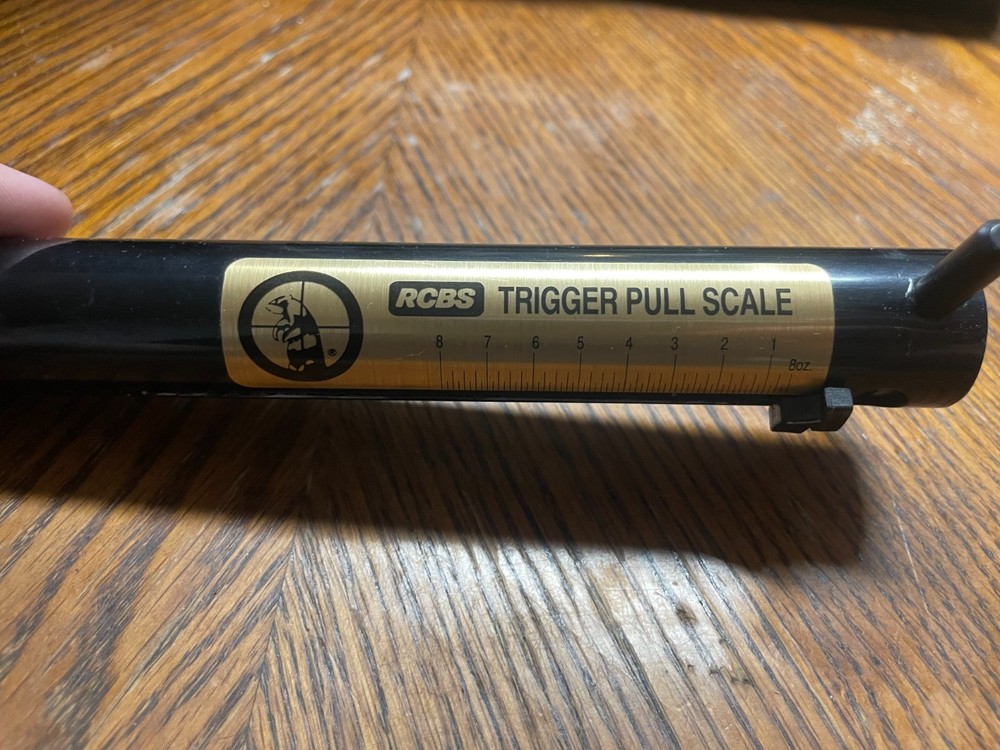 RCBS TRIGGER PULL SCALE
8 7 6 5 4 3 2 1
8oz.
®